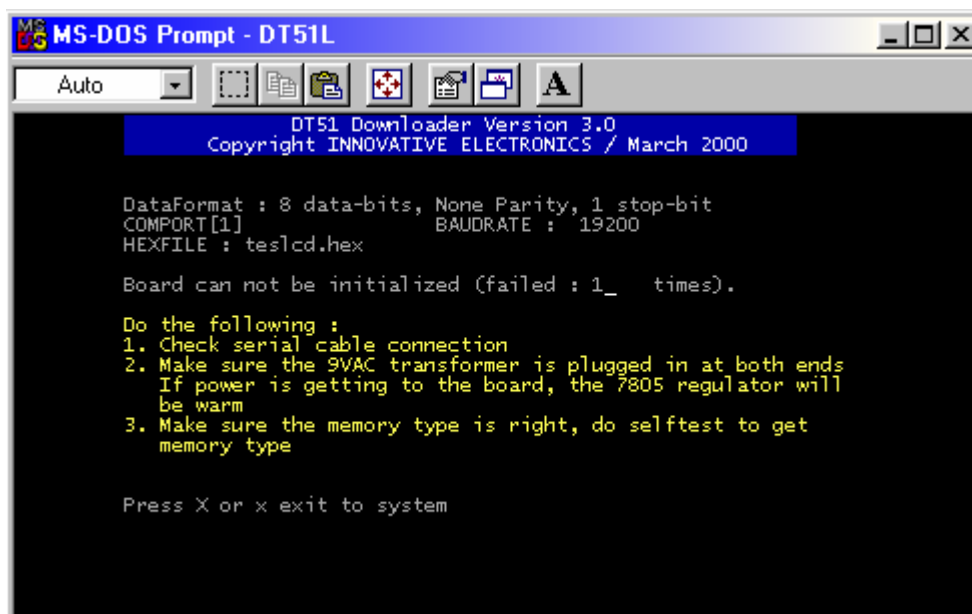 MS-DOS Prompt - DT51L
Auto
A
DT51 Downloader Version 3.0
Copyright INNOVATIVE ELECTRONICS / March 2000
DataFormat : 8 data-bits, None Parity, 1 stop-bit
COMPORT[1] BAUDRATE : 19200
HEXFILE : teslcd.hex
Board can not be initialized (failed : 1_ times).
Do the following :
1. Check serial cable connection
2. Make sure the 9VAC transformer is plugged in at both ends
If power is getting to the board, the 7805 regulator will
be warm
3. Make sure the memory type is right, do selftest to get
memory type
Press X or x exit to system